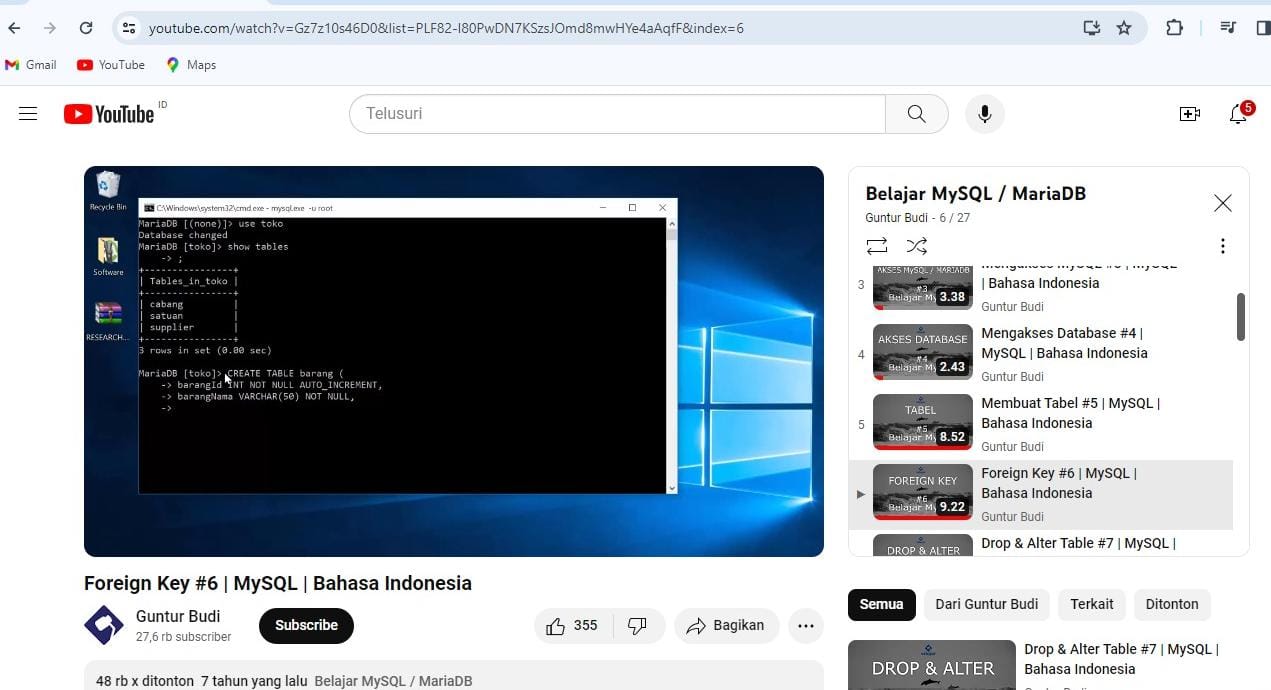 youtube.com/watch?v=Gz7z10s46D0&list=PLF82-I80PwDN7KSzsJOmd8mwHYe4aAqfF&index=6
Gmail YouTube Maps
YouTube ID
Telusuri
5
Recycle Bin
Software
RESEARCH...
C:\Windows\system32\cmd.exe - mysql.exe -u root
MariaDB [(none)]> use toko
Database changed
MariaDB [toko]> show tables
-> ;
+----------------+
| Tables_in_toko |
+----------------+
| cabang |
| satuan |
| supplier |
+----------------+
3 rows in set (0.00 sec)
MariaDB [toko]> CREATE TABLE barang (
-> barangId INT NOT NULL AUTO_INCREMENT,
-> barangNama VARCHAR(50) NOT NULL,
->
Foreign Key #6 | MySQL | Bahasa Indonesia
Guntur Budi
27,6 rb subscriber
Subscribe
355
Bagikan
48 rb x ditonton 7 tahun yang lalu Belajar MySQL / MariaDB
Belajar MySQL / MariaDB
Guntur Budi - 6 / 27
3
AKSES MySQL / MARIADB
#3
Belajar My
3.38
Mengakses MySQL #3 | MySQL
| Bahasa Indonesia
Guntur Budi
4
AKSES DATABASE
#4
Belajar My
2.43
Mengakses Database #4 |
MySQL | Bahasa Indonesia
Guntur Budi
5
TABEL
#5
Belajar My
8.52
Membuat Tabel #5 | MySQL |
Bahasa Indonesia
Guntur Budi
FOREIGN KEY
#6
Belajar My
9.22
Foreign Key #6 | MySQL |
Bahasa Indonesia
Guntur Budi
DROP & ALTER
Drop & Alter Table #7 | MySQL |
Semua
Dari Guntur Budi
Terkait
Ditonton
DROP & ALTER
Drop & Alter Table #7 | MySQL |
Bahasa Indonesia